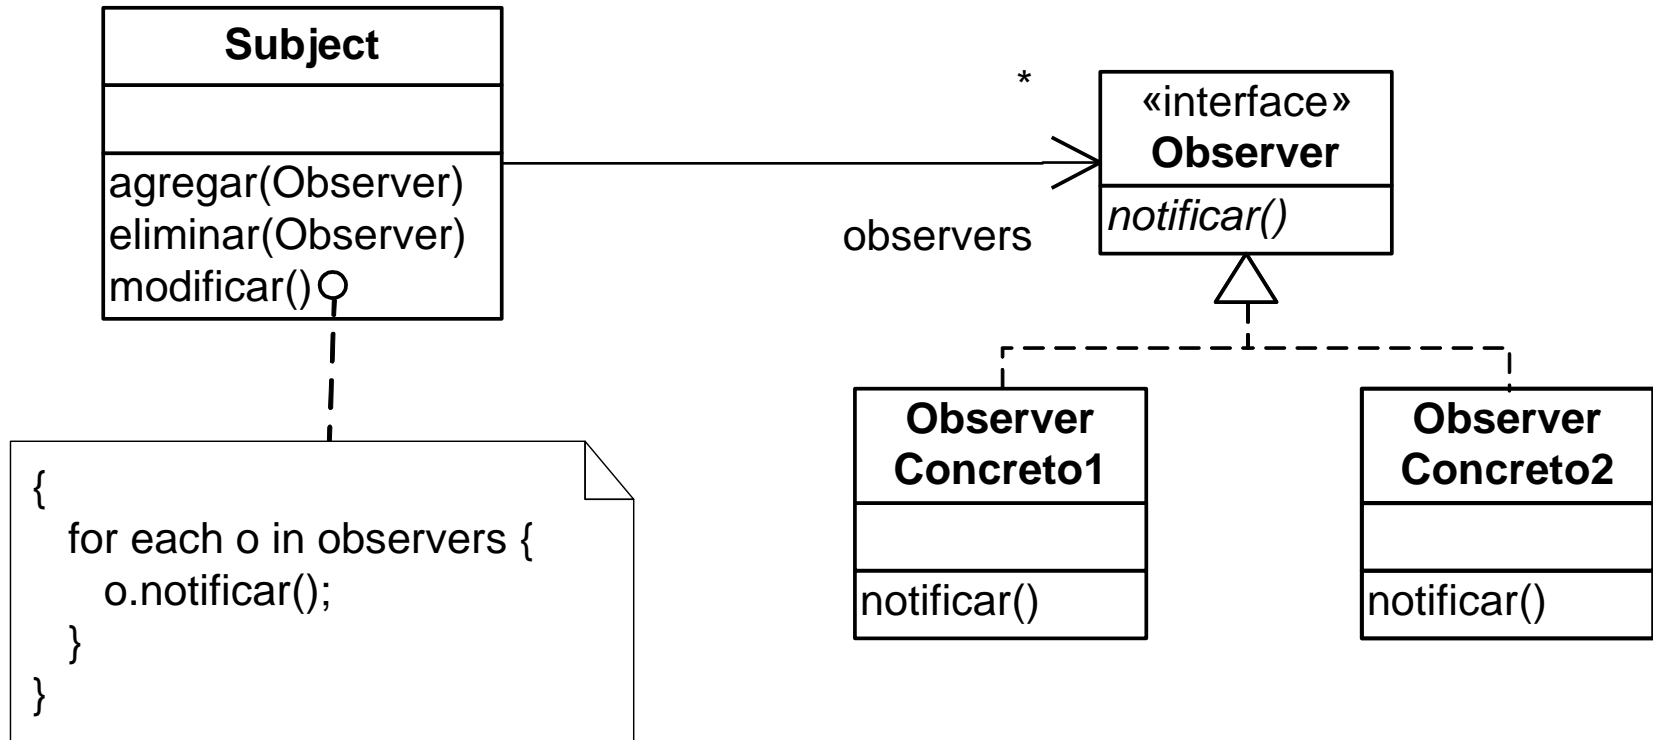 Subject
agregar(Observer)
eliminar(Observer)
modificar()
*
observers
«interface»
Observer
notificar()
Observer
Concreto1
notificar()
Observer
Concreto2
notificar()
{
for each o in observers {
o.notificar();
}
}